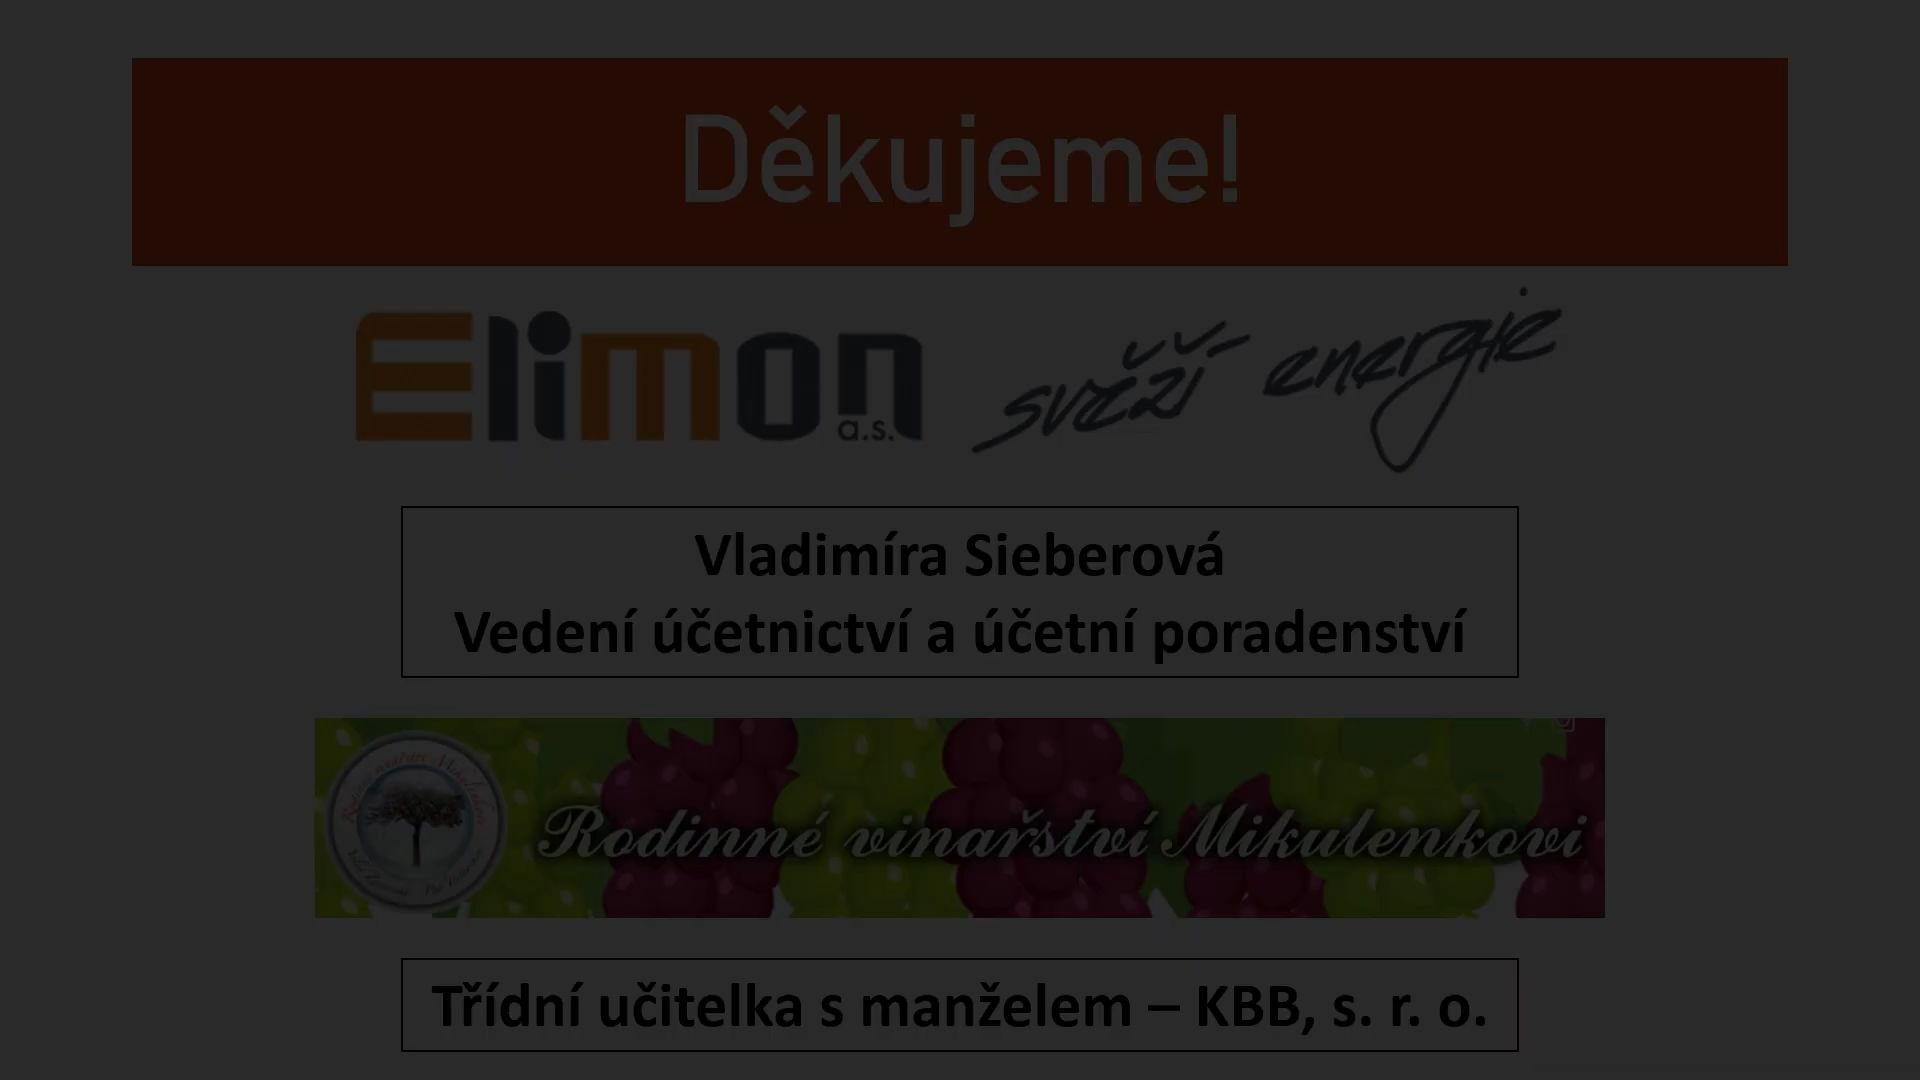 Děkujeme!
Elimon a.s. svěží energie
Vladimíra Sieberová
Vedení účetnictví a účetní poradenství
Rodinné vinařství Mikulenkovi
Třídní učitelka s manželem – KBB, s. r. o.